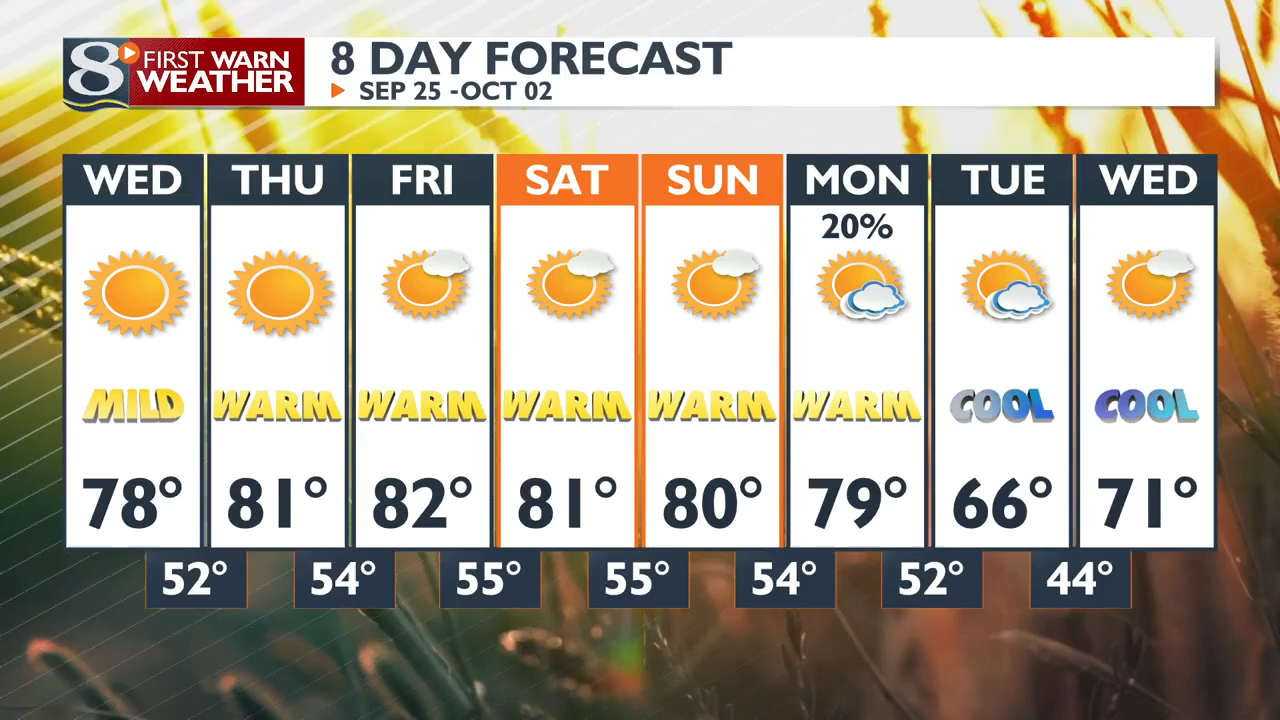 8 FIRST WARN
WEATHER
8 DAY FORECAST
SEP 25 -OCT 02
WED THU FRI SAT SUN MON TUE WED
20%
MILD WARM WARM WARM WARM WARM COOL COOL
78° 81° 82° 81° 80° 79° 66° 71°
52° 54° 55° 55° 54° 52° 44°